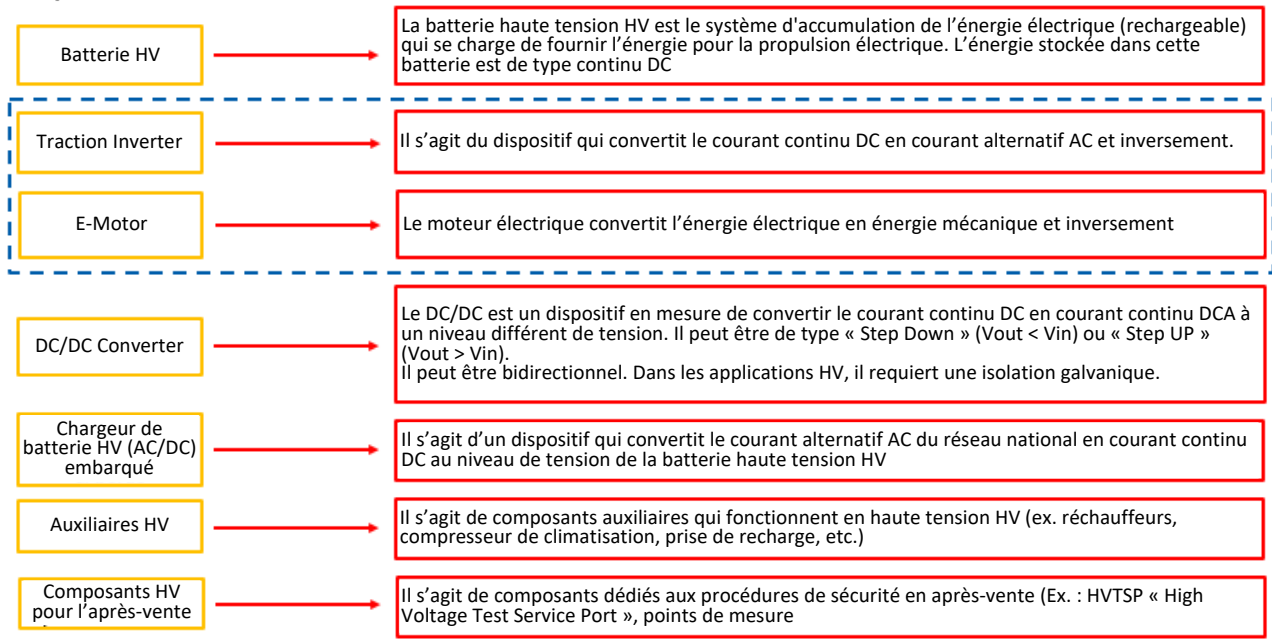 Batterie HV
La batterie haute tension HV est le système d'accumulation de l’énergie électrique (rechargeable)
qui se charge de fournir l’énergie pour la propulsion électrique. L’énergie stockée dans cette
batterie est de type continu DC
Traction Inverter
Il s’agit du dispositif qui convertit le courant continu DC en courant alternatif AC et inversement.
E-Motor
Le moteur électrique convertit l’énergie électrique en énergie mécanique et inversement
DC/DC Converter
Le DC/DC est un dispositif en mesure de convertir le courant continu DC en courant continu DCA à
un niveau différent de tension. Il peut être de type « Step Down » (Vout < Vin) ou « Step UP »
(Vout > Vin).
Il peut être bidirectionnel. Dans les applications HV, il requiert une isolation galvanique.
Chargeur de
batterie HV (AC/DC)
embarqué
Il s’agit d’un dispositif qui convertit le courant alternatif AC du réseau national en courant continu
DC au niveau de tension de la batterie haute tension HV
Auxiliaires HV
Il s’agit de composants auxiliaires qui fonctionnent en haute tension HV (ex. réchauffeurs,
compresseur de climatisation, prise de recharge, etc.)
Composants HV
pour l’après-vente
Il s’agit de composants dédiés aux procédures de sécurité en après-vente (Ex. : HVTSP « High
Voltage Test Service Port », points de mesure